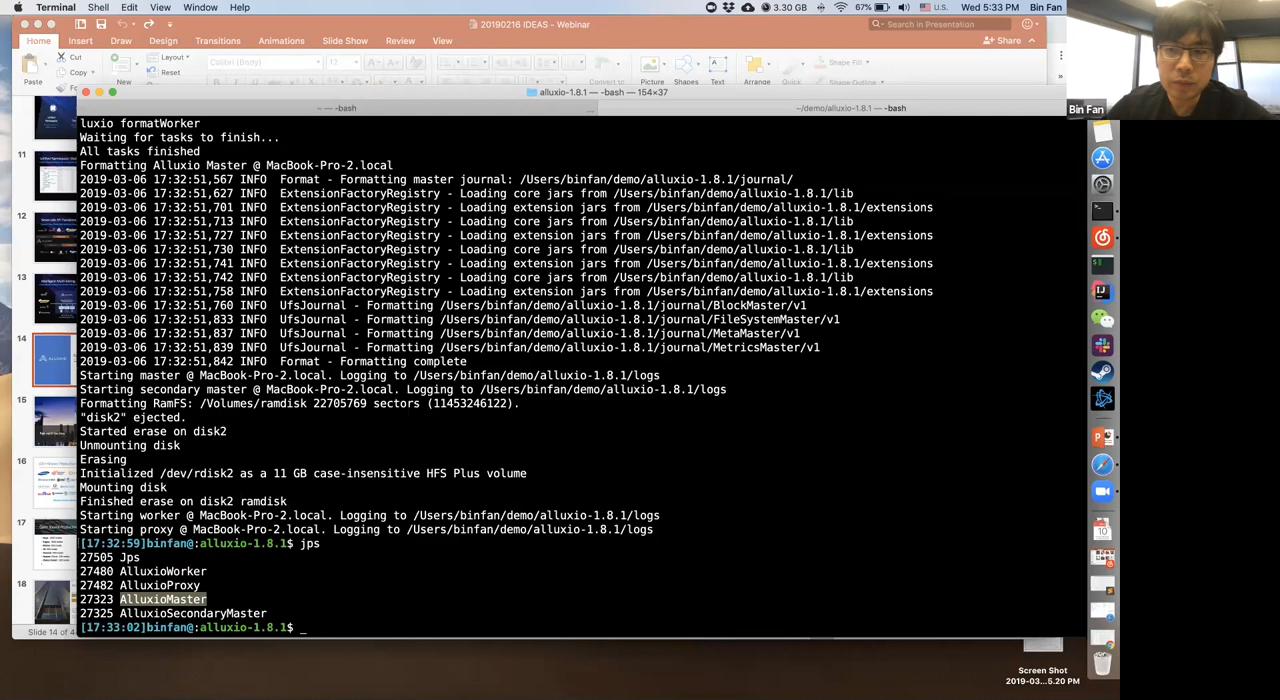 Terminal Shell Edit View Window Help 3.30 GB 67% U.S. Wed 5:33 PM Bin Fan
20190216 IDEAS - Webinar
Search in Presentation
Home Insert Draw Design Transitions Animations Slide Show Review View
Share
Cut
Copy
Paste
New
Layout
Reset
Calibri (Body)
12
Convert to
Picture
Shapes
Arrange
Quick
Shape Fill
Shape Outline
alluxio-1.8.1 — -bash — 154×37
~ — -bash
~/demo/alluxio-1.8.1 — -bash
Bin Fan
luxio formatWorker
Waiting for tasks to finish...
All tasks finished
Formatting Alluxio Master @ MacBook-Pro-2.local
2019-03-06 17:32:51,567 INFO Format - Formatting master journal: /Users/binfan/demo/alluxio-1.8.1/journal/
2019-03-06 17:32:51,627 INFO ExtensionFactoryRegistry - Loading core jars from /Users/binfan/demo/alluxio-1.8.1/lib
2019-03-06 17:32:51,701 INFO ExtensionFactoryRegistry - Loading extension jars from /Users/binfan/demo/alluxio-1.8.1/extensions
2019-03-06 17:32:51,713 INFO ExtensionFactoryRegistry - Loading core jars from /Users/binfan/demo/alluxio-1.8.1/lib
2019-03-06 17:32:51,727 INFO ExtensionFactoryRegistry - Loading extension jars from /Users/binfan/demo/alluxio-1.8.1/extensions
2019-03-06 17:32:51,730 INFO ExtensionFactoryRegistry - Loading core jars from /Users/binfan/demo/alluxio-1.8.1/lib
2019-03-06 17:32:51,741 INFO ExtensionFactoryRegistry - Loading extension jars from /Users/binfan/demo/alluxio-1.8.1/extensions
2019-03-06 17:32:51,742 INFO ExtensionFactoryRegistry - Loading core jars from /Users/binfan/demo/alluxio-1.8.1/lib
2019-03-06 17:32:51,758 INFO ExtensionFactoryRegistry - Loading extension jars from /Users/binfan/demo/alluxio-1.8.1/extensions
2019-03-06 17:32:51,760 INFO UfsJournal - Formatting /Users/binfan/demo/alluxio-1.8.1/journal/BlockMaster/v1
2019-03-06 17:32:51,833 INFO UfsJournal - Formatting /Users/binfan/demo/alluxio-1.8.1/journal/FileSystemMaster/v1
2019-03-06 17:32:51,837 INFO UfsJournal - Formatting /Users/binfan/demo/alluxio-1.8.1/journal/MetaMaster/v1
2019-03-06 17:32:51,839 INFO UfsJournal - Formatting /Users/binfan/demo/alluxio-1.8.1/journal/MetricsMaster/v1
2019-03-06 17:32:51,842 INFO Format - Formatting complete
Starting master @ MacBook-Pro-2.local. Logging to /Users/binfan/demo/alluxio-1.8.1/logs
Starting secondary master @ MacBook-Pro-2.local. Logging to /Users/binfan/demo/alluxio-1.8.1/logs
Formatting RamFS: /Volumes/ramdisk 22705769 sectors (11453246122).
"disk2" ejected.
Started erase on disk2
Unmounting disk
Erasing
Initialized /dev/rdisk2 as a 11 GB case-insensitive HFS Plus volume
Mounting disk
Finished erase on disk2 ramdisk
Starting worker @ MacBook-Pro-2.local. Logging to /Users/binfan/demo/alluxio-1.8.1/logs
Starting proxy @ MacBook-Pro-2.local. Logging to /Users/binfan/demo/alluxio-1.8.1/logs
[17:32:59]binfan@:alluxio-1.8.1$ jps
27505 Jps
27480 AlluxioWorker
27482 AlluxioProxy
27323 AlluxioMaster
27325 AlluxioSecondaryMaster
[17:33:02]binfan@:alluxio-1.8.1$ _
11
12
13
14
15
16
17
18
Slide 14 of 4
Screen Shot
2019-03...5.20 PM